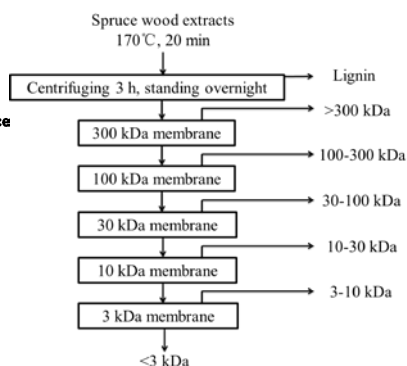 Spruce wood extracts
170℃, 20 min
Lignin
Centrifuging 3 h, standing overnight
>300 kDa
300 kDa membrane
100-300 kDa
100 kDa membrane
30-100 kDa
30 kDa membrane
10-30 kDa
10 kDa membrane
3-10 kDa
3 kDa membrane
<3 kDa